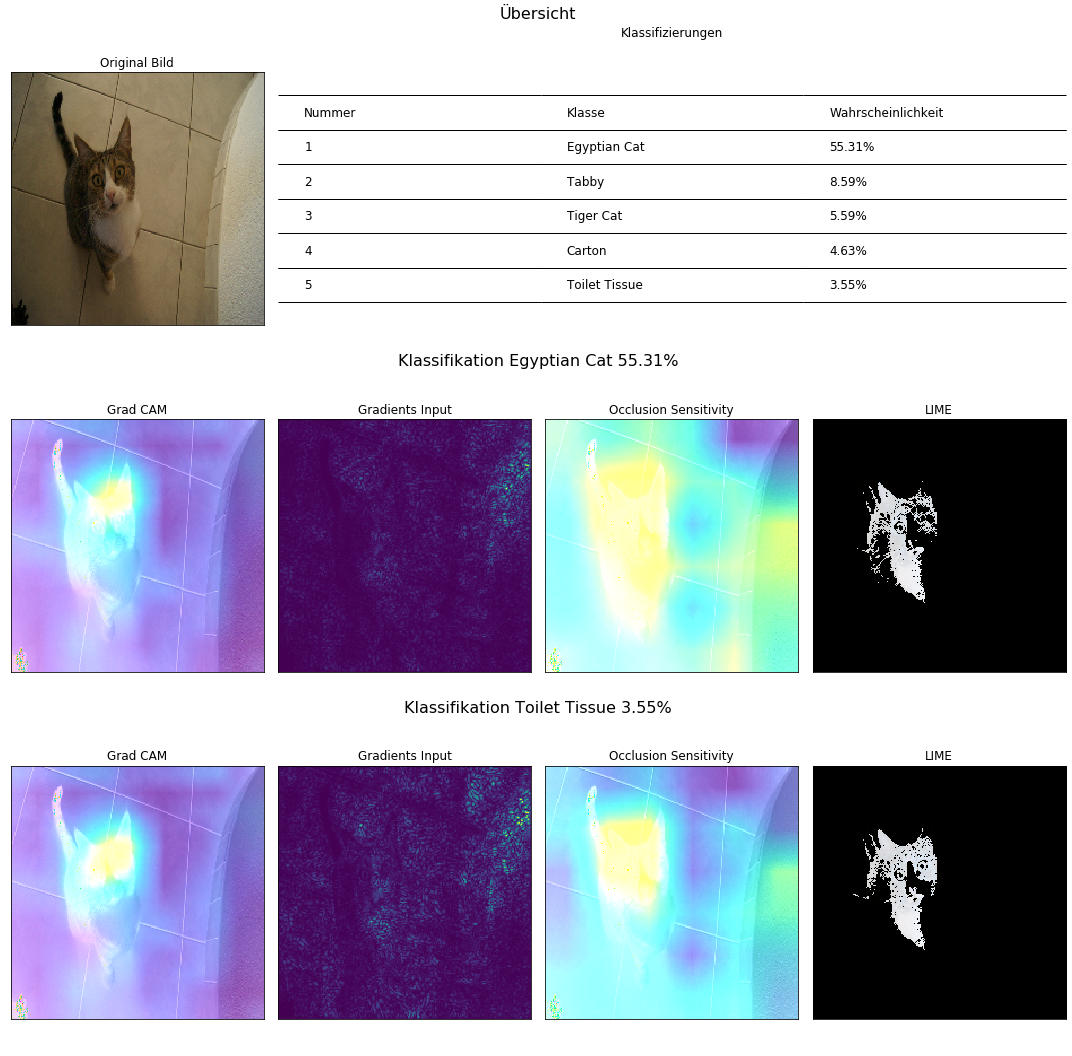 Übersicht
Klassifizierungen
Original Bild
Nummer Klasse Wahrscheinlichkeit
1 Egyptian Cat 55.31%
2 Tabby 8.59%
3 Tiger Cat 5.59%
4 Carton 4.63%
5 Toilet Tissue 3.55%
Klassifikation Egyptian Cat 55.31%
Grad CAM Gradients Input Occlusion Sensitivity LIME
Klassifikation Toilet Tissue 3.55%
Grad CAM Gradients Input Occlusion Sensitivity LIME